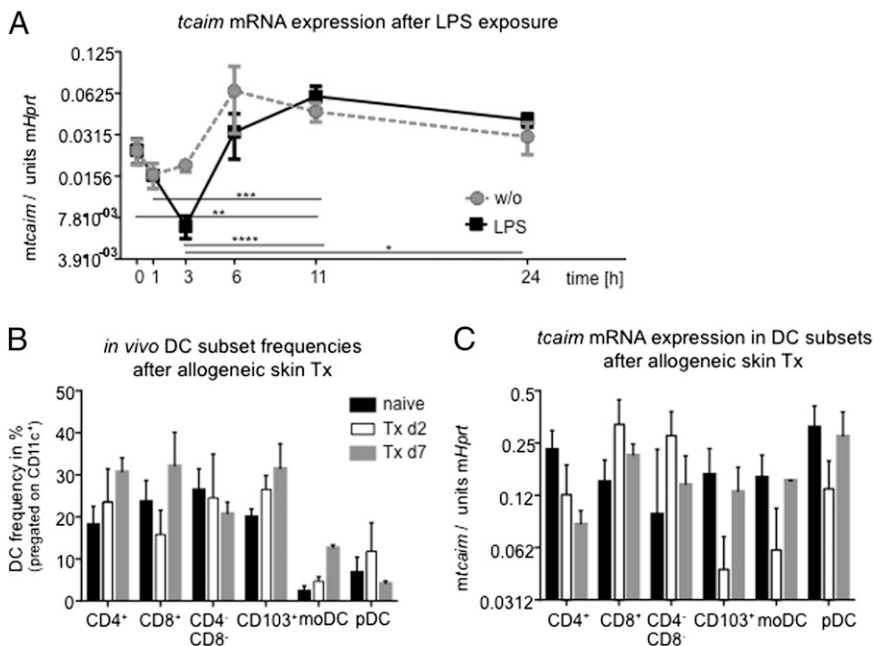 A
tcaim mRNA expression after LPS exposure
mtcaim / units mHprt
0.125
0.0625
0.0315
0.0156
7.810-03
3.910-03
***
**
****
*
w/o
LPS
0 1 3 6 11 24 time [h]
B
in vivo DC subset frequencies
after allogeneic skin Tx
DC frequency in %
(pregated on CD11c+)
50
40
30
20
10
0
naive
Tx d2
Tx d7
CD4+ CD8+ CD4- CD103+ moDC pDC
CD8-
C
tcaim mRNA expression in DC subsets
after allogeneic skin Tx
mtcaim / units mHprt
0.5
0.25
0.12
0.062
0.0312
CD4+ CD8+ CD4- CD103+ moDC pDC
CD8-